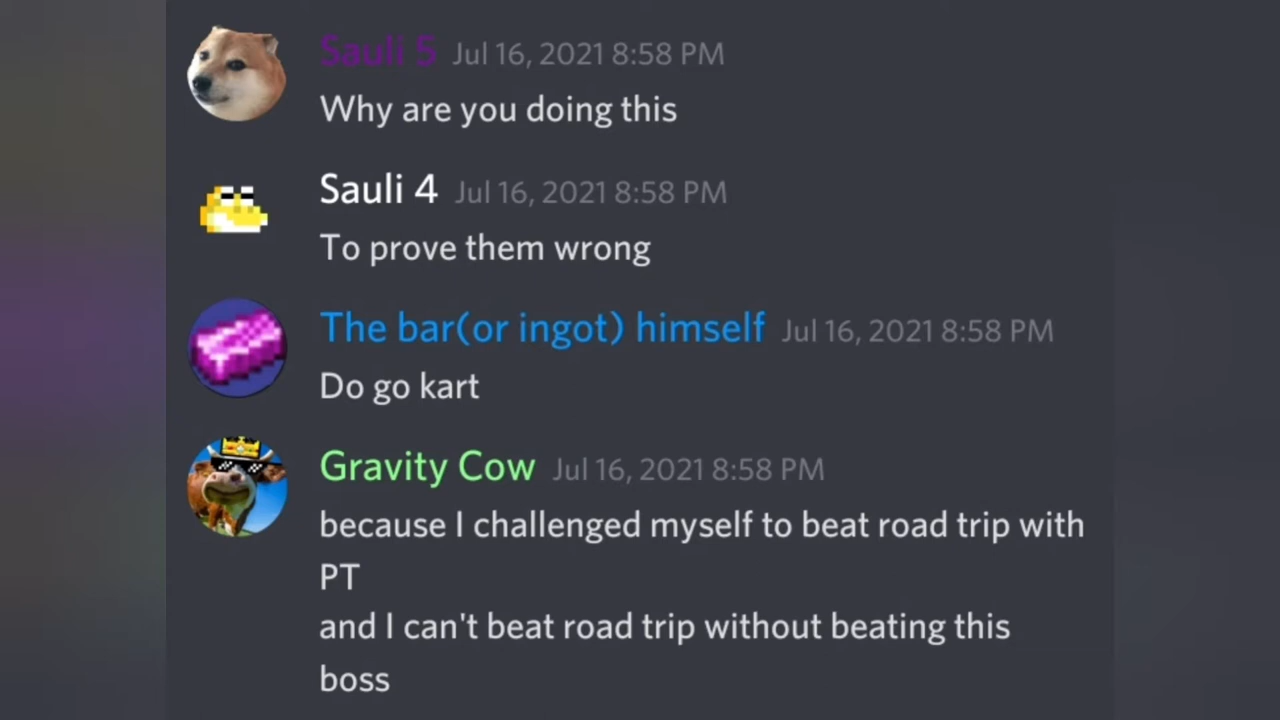 Sauli 5 Jul 16, 2021 8:58 PM
Why are you doing this
Sauli 4 Jul 16, 2021 8:58 PM
To prove them wrong
The bar(or ingot) himself Jul 16, 2021 8:58 PM
Do go kart
Gravity Cow Jul 16, 2021 8:58 PM
because I challenged myself to beat road trip with
PT
and I can't beat road trip without beating this
boss